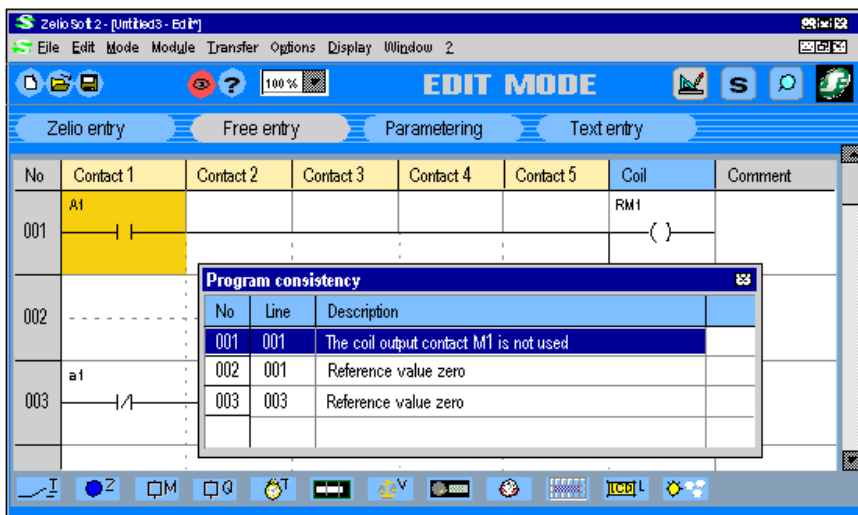 Zelio Soft 2 - [Untitled3 - Edit*]
File Edit Mode Module Transfer Options Display Window 2
? 100 % EDIT MODE S
Zelio entry Free entry Parametering Text entry
No Contact 1 Contact 2 Contact 3 Contact 4 Contact 5 Coil Comment
A1 RM1
001
Program consistency
No Line Description
002
001 001 The coil output contact M1 is not used
002 001 Reference value zero
a1
003
003 003 Reference value zero
I Z M Q T V LCD L